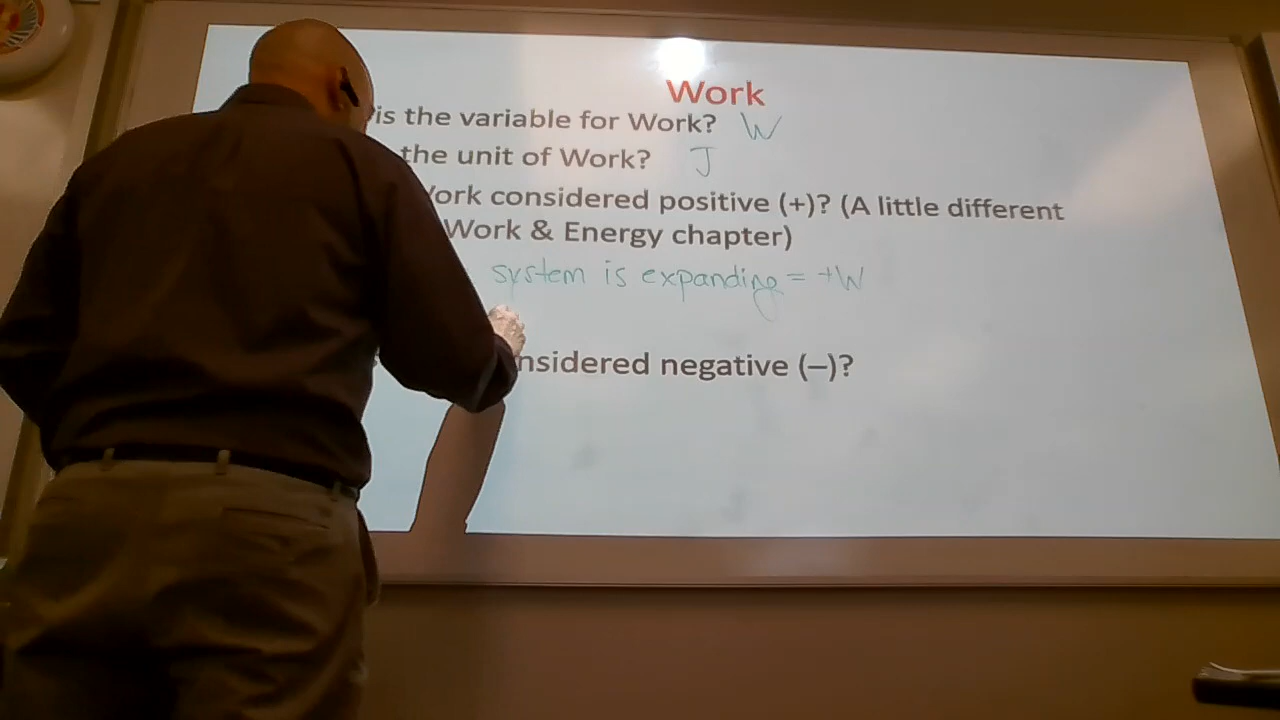 Work
is the variable for Work? W
the unit of Work? J
ork considered positive (+)? (A little different
Work & Energy chapter)
system is expanding = +W
nsidered negative (–)?